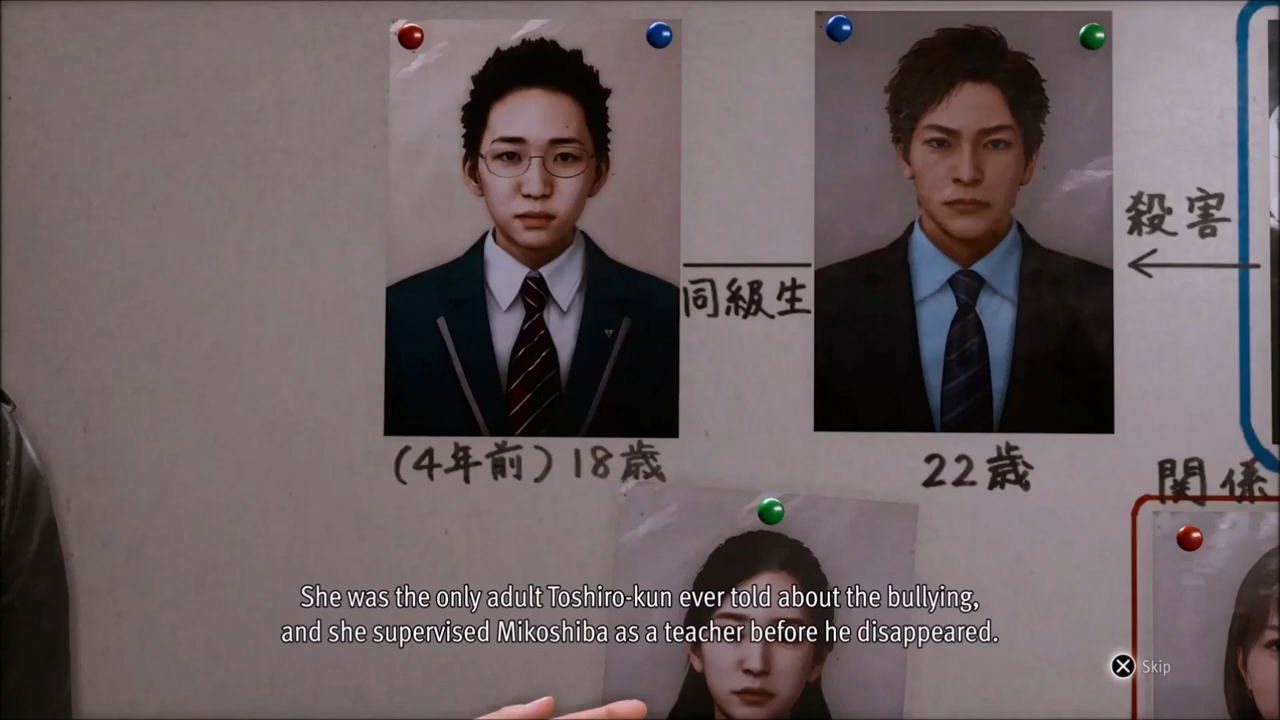 殺害
同級生
(4年前) 18歳
22歳
関係
She was the only adult Toshiro-kun ever told about the bullying,
and she supervised Mikoshiba as a teacher before he disappeared.
Skip